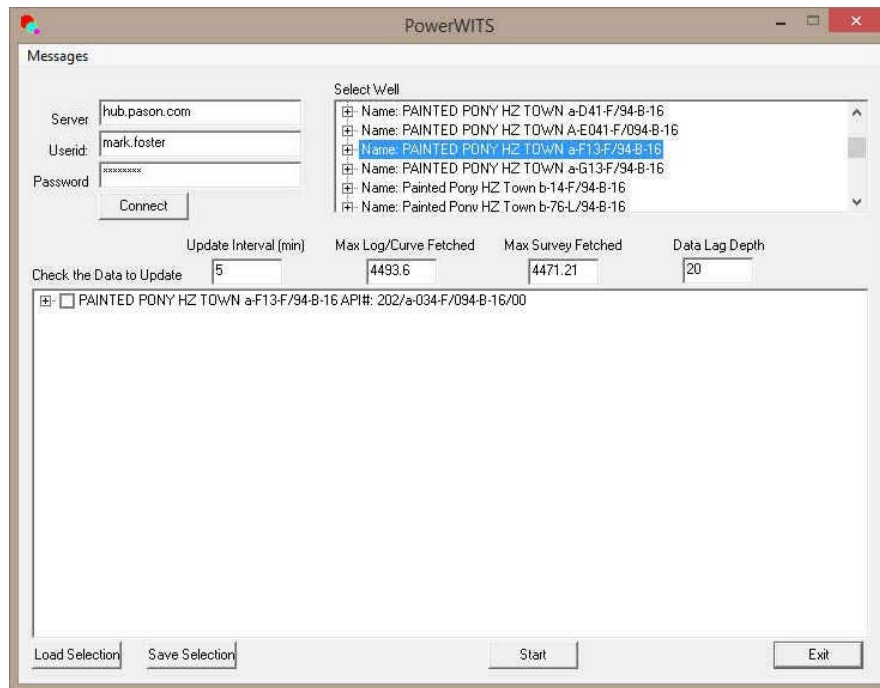 PowerWITS
Messages
Select Well
Server
hub.pason.com
Userid:
mark.foster
Password
xxxxxxxx
Connect
Name: PAINTED PONY HZ TOWN a-D41-F/94-B-16
Name: PAINTED PONY HZ TOWN A-E041-F/094-B-16
Name: PAINTED PONY HZ TOWN a-F13-F/94-B-16
Name: PAINTED PONY HZ TOWN a-G13-F/94-B-16
Name: Painted Pony HZ Town b-14-F/94-B-16
Name: Painted Pony HZ Town b-76-L/94-B-16
Update Interval (min)
Max Log/Curve Fetched
Max Survey Fetched
Data Lag Depth
Check the Data to Update
5
4493.6
4471.21
20
PAINTED PONY HZ TOWN a-F13-F/94-B-16 API#: 202/a-034-F/094-B-16/00
Load Selection
Save Selection
Start
Exit